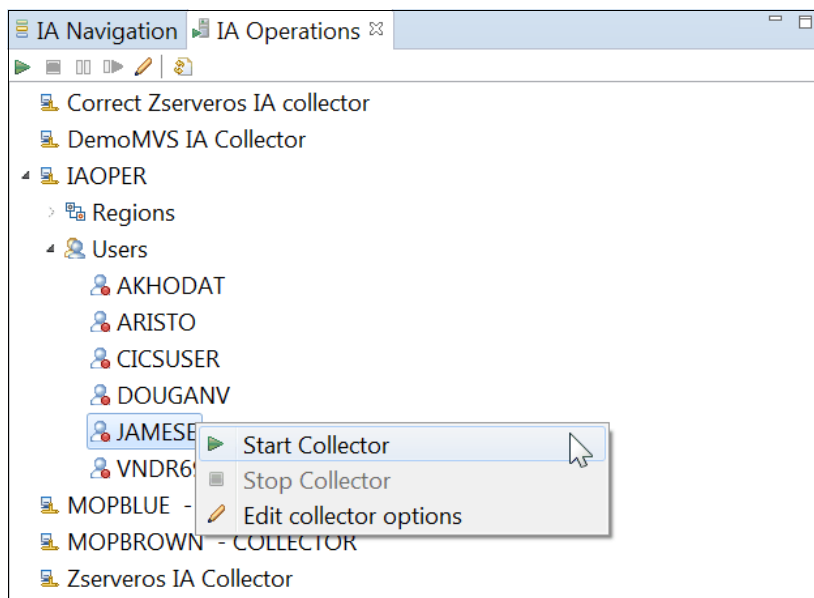 IA Navigation IA Operations
Correct Zserveros IA collector
DemoMVS IA Collector
IAOPER
Regions
Users
AKHODAT
ARISTO
CICSUSER
DOUGANV
Start Collector
Stop Collector
MOPBLUE -
Edit collector options
MOPBROWN - COLLECTOR
Zserveros IA Collector